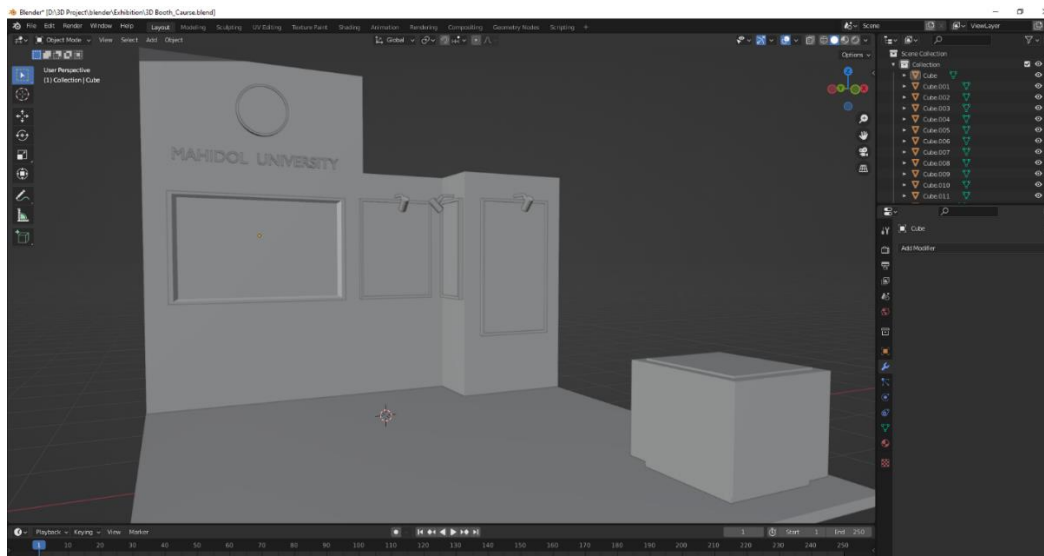 Blender* [D:\3D Project\blender\Exhibition\3D Booth_Caurse.blend]
File Edit Render Window Help Layout Modeling Sculpting UV Editing Texture Paint Shading Animation Rendering Compositing Geometry Nodes Scripting + Scene ViewLayer
Object Mode View Select Add Object Global
Options
User Perspective
(1) Collection | Cube
Scene Collection
Collection
Cube
Cube.001
Cube.002
Cube.003
Cube.004
Cube.005
Cube.006
Cube.007
Cube.008
Cube.009
Cube.010
Cube.011
MAHIDOL UNIVERSITY
Cube
Add Modifier
Playback Keying View Marker 1 Start 1 End 250
1 10 20 30 40 50 60 70 80 90 100 110 120 130 140 150 160 170 180 190 200 210 220 230 240 250